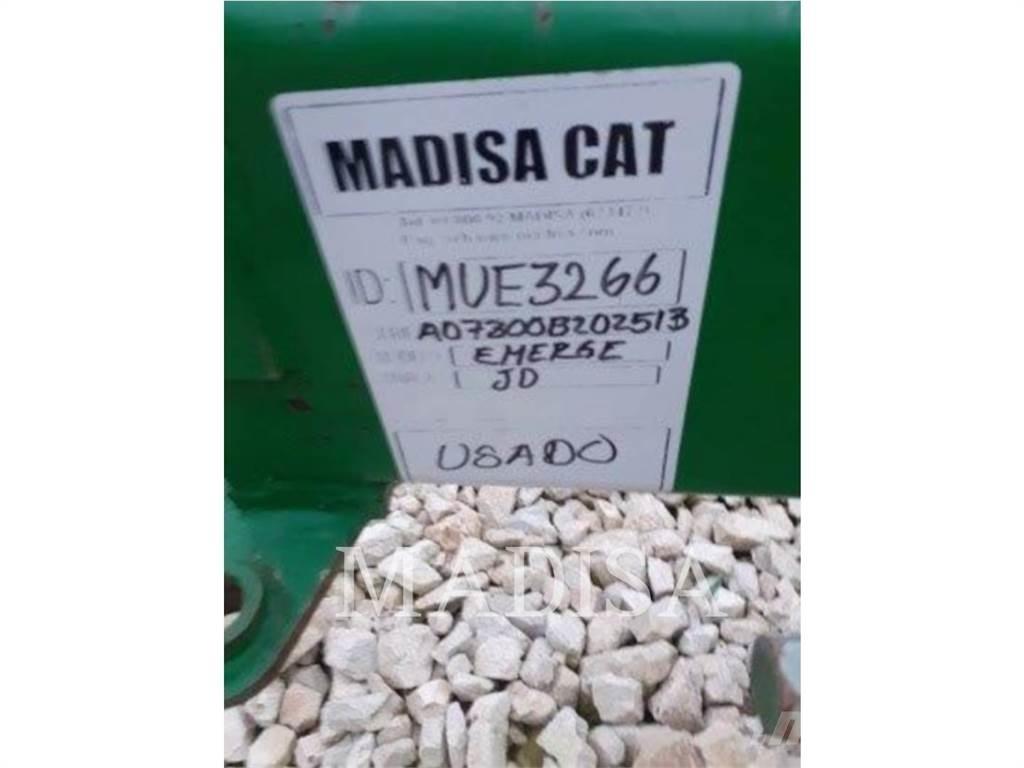 MADISA CAT
ID: MUE3266
A07300B202513
EMERGE
JD
USADO
MADISA